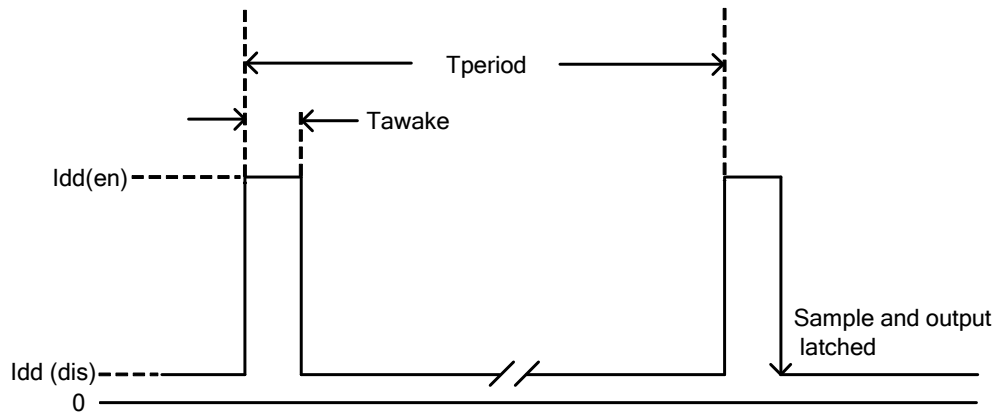 Tperiod
Tawake
Idd(en)
Sample and output
latched
Idd (dis)
0